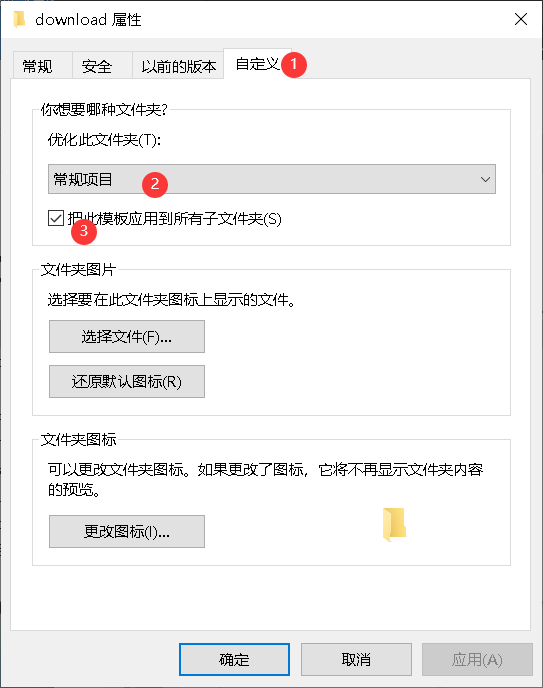 download 属性
常规 安全 以前的版本 自定义 1
你想要哪种文件夹?
优化此文件夹(T):
常规项目 2
把此模板应用到所有子文件夹(S)
3
文件夹图片
选择要在此文件夹图标上显示的文件。
选择文件(F)...
还原默认图标(R)
文件夹图标
可以更改文件夹图标。如果更改了图标，它将不再显示文件夹内容
的预览。
更改图标(I)...
确定 取消 应用(A)